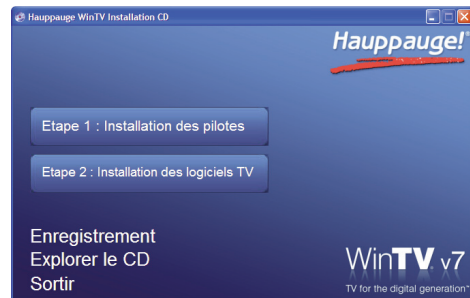 Hauppauge WinTV Installation CD
Hauppauge!®
Etape 1 : Installation des pilotes
Etape 2 : Installation des logiciels TV
Enregistrement
Explorer le CD
Sortir
WinTV® v7
TV for the digital generation™